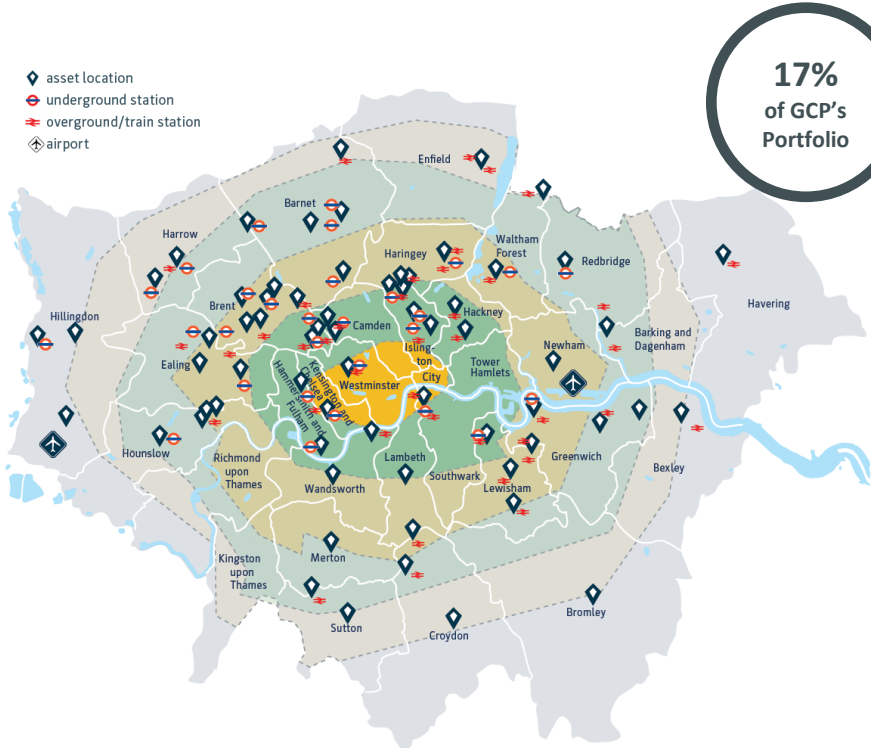 17%
of GCP's
Portfolio
asset location
underground station
overground/train station
airport
Enfield
Barnet
Harrow
Haringey
Waltham
Forest
Redbridge
Hillingdon
Brent
Hackney
Havering
Camden
Barking and
Dagenham
Isling-
ton
Newham
Ealing
Tower
Hamlets
City
Westminster
Kensington and
Chelsea
Hammersmith and
Fulham
Hounslow
Richmond
upon
Thames
Lambeth
Greenwich
Bexley
Southwark
Wandsworth
Lewisham
Merton
Kingston
upon
Thames
Bromley
Sutton
Croydon